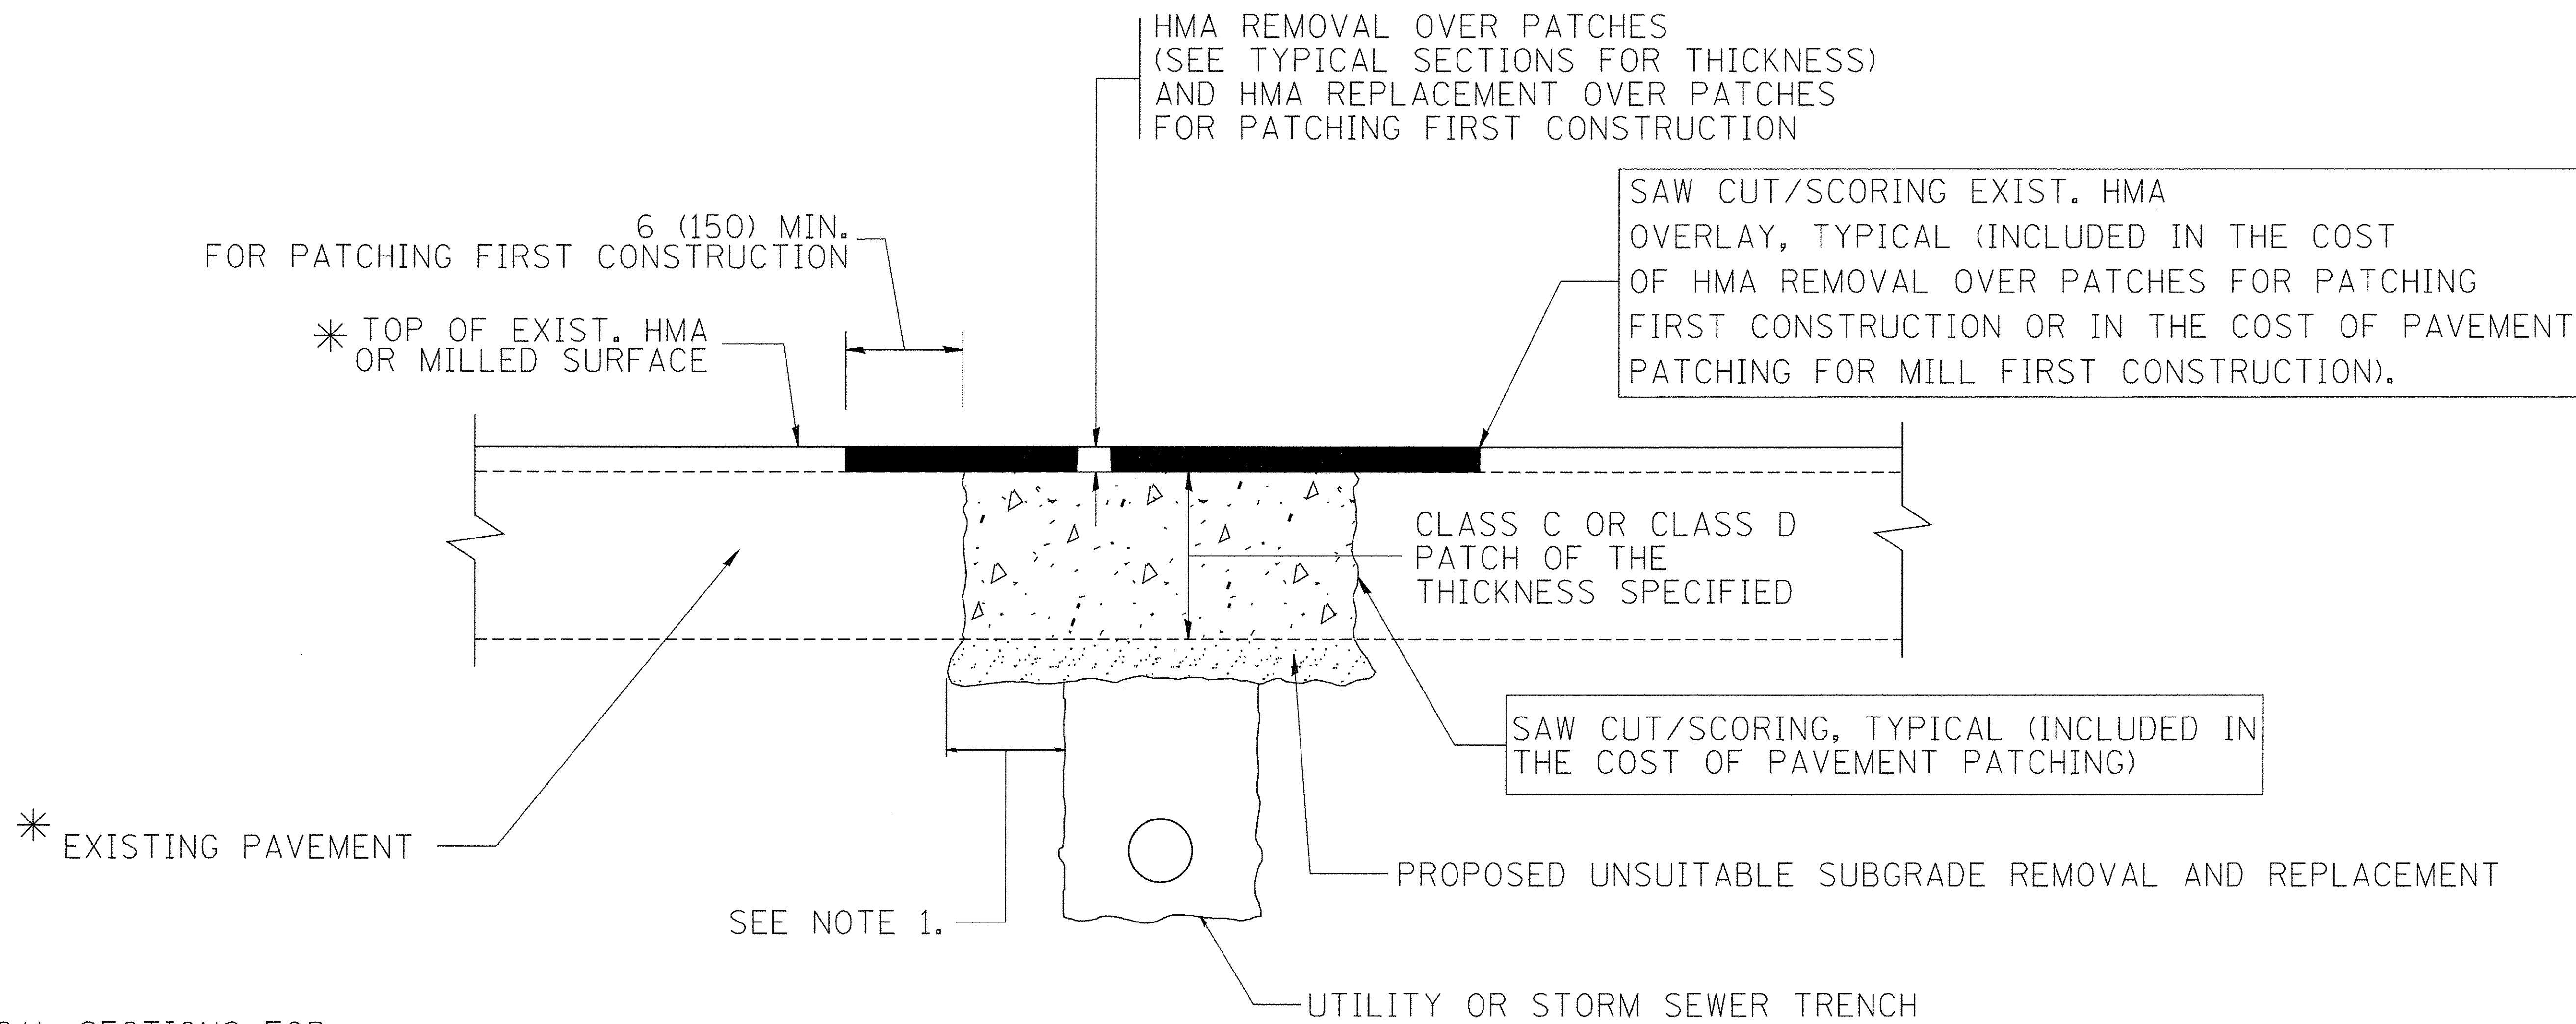 HMA REMOVAL OVER PATCHES
(SEE TYPICAL SECTIONS FOR THICKNESS)
AND HMA REPLACEMENT OVER PATCHES
FOR PATCHING FIRST CONSTRUCTION
SAW CUT/SCORING EXIST. HMA
OVERLAY, TYPICAL (INCLUDED IN THE COST
OF HMA REMOVAL OVER PATCHES FOR PATCHING
FIRST CONSTRUCTION OR IN THE COST OF PAVEMENT
PATCHING FOR MILL FIRST CONSTRUCTION).
6 (150) MIN.
FOR PATCHING FIRST CONSTRUCTION
* TOP OF EXIST. HMA
OR MILLED SURFACE
CLASS C OR CLASS D
PATCH OF THE
THICKNESS SPECIFIED
SAW CUT/SCORING, TYPICAL (INCLUDED IN
THE COST OF PAVEMENT PATCHING)
* EXISTING PAVEMENT
PROPOSED UNSUITABLE SUBGRADE REMOVAL AND REPLACEMENT
SEE NOTE 1.
UTILITY OR STORM SEWER TRENCH
SECTIONS FOR